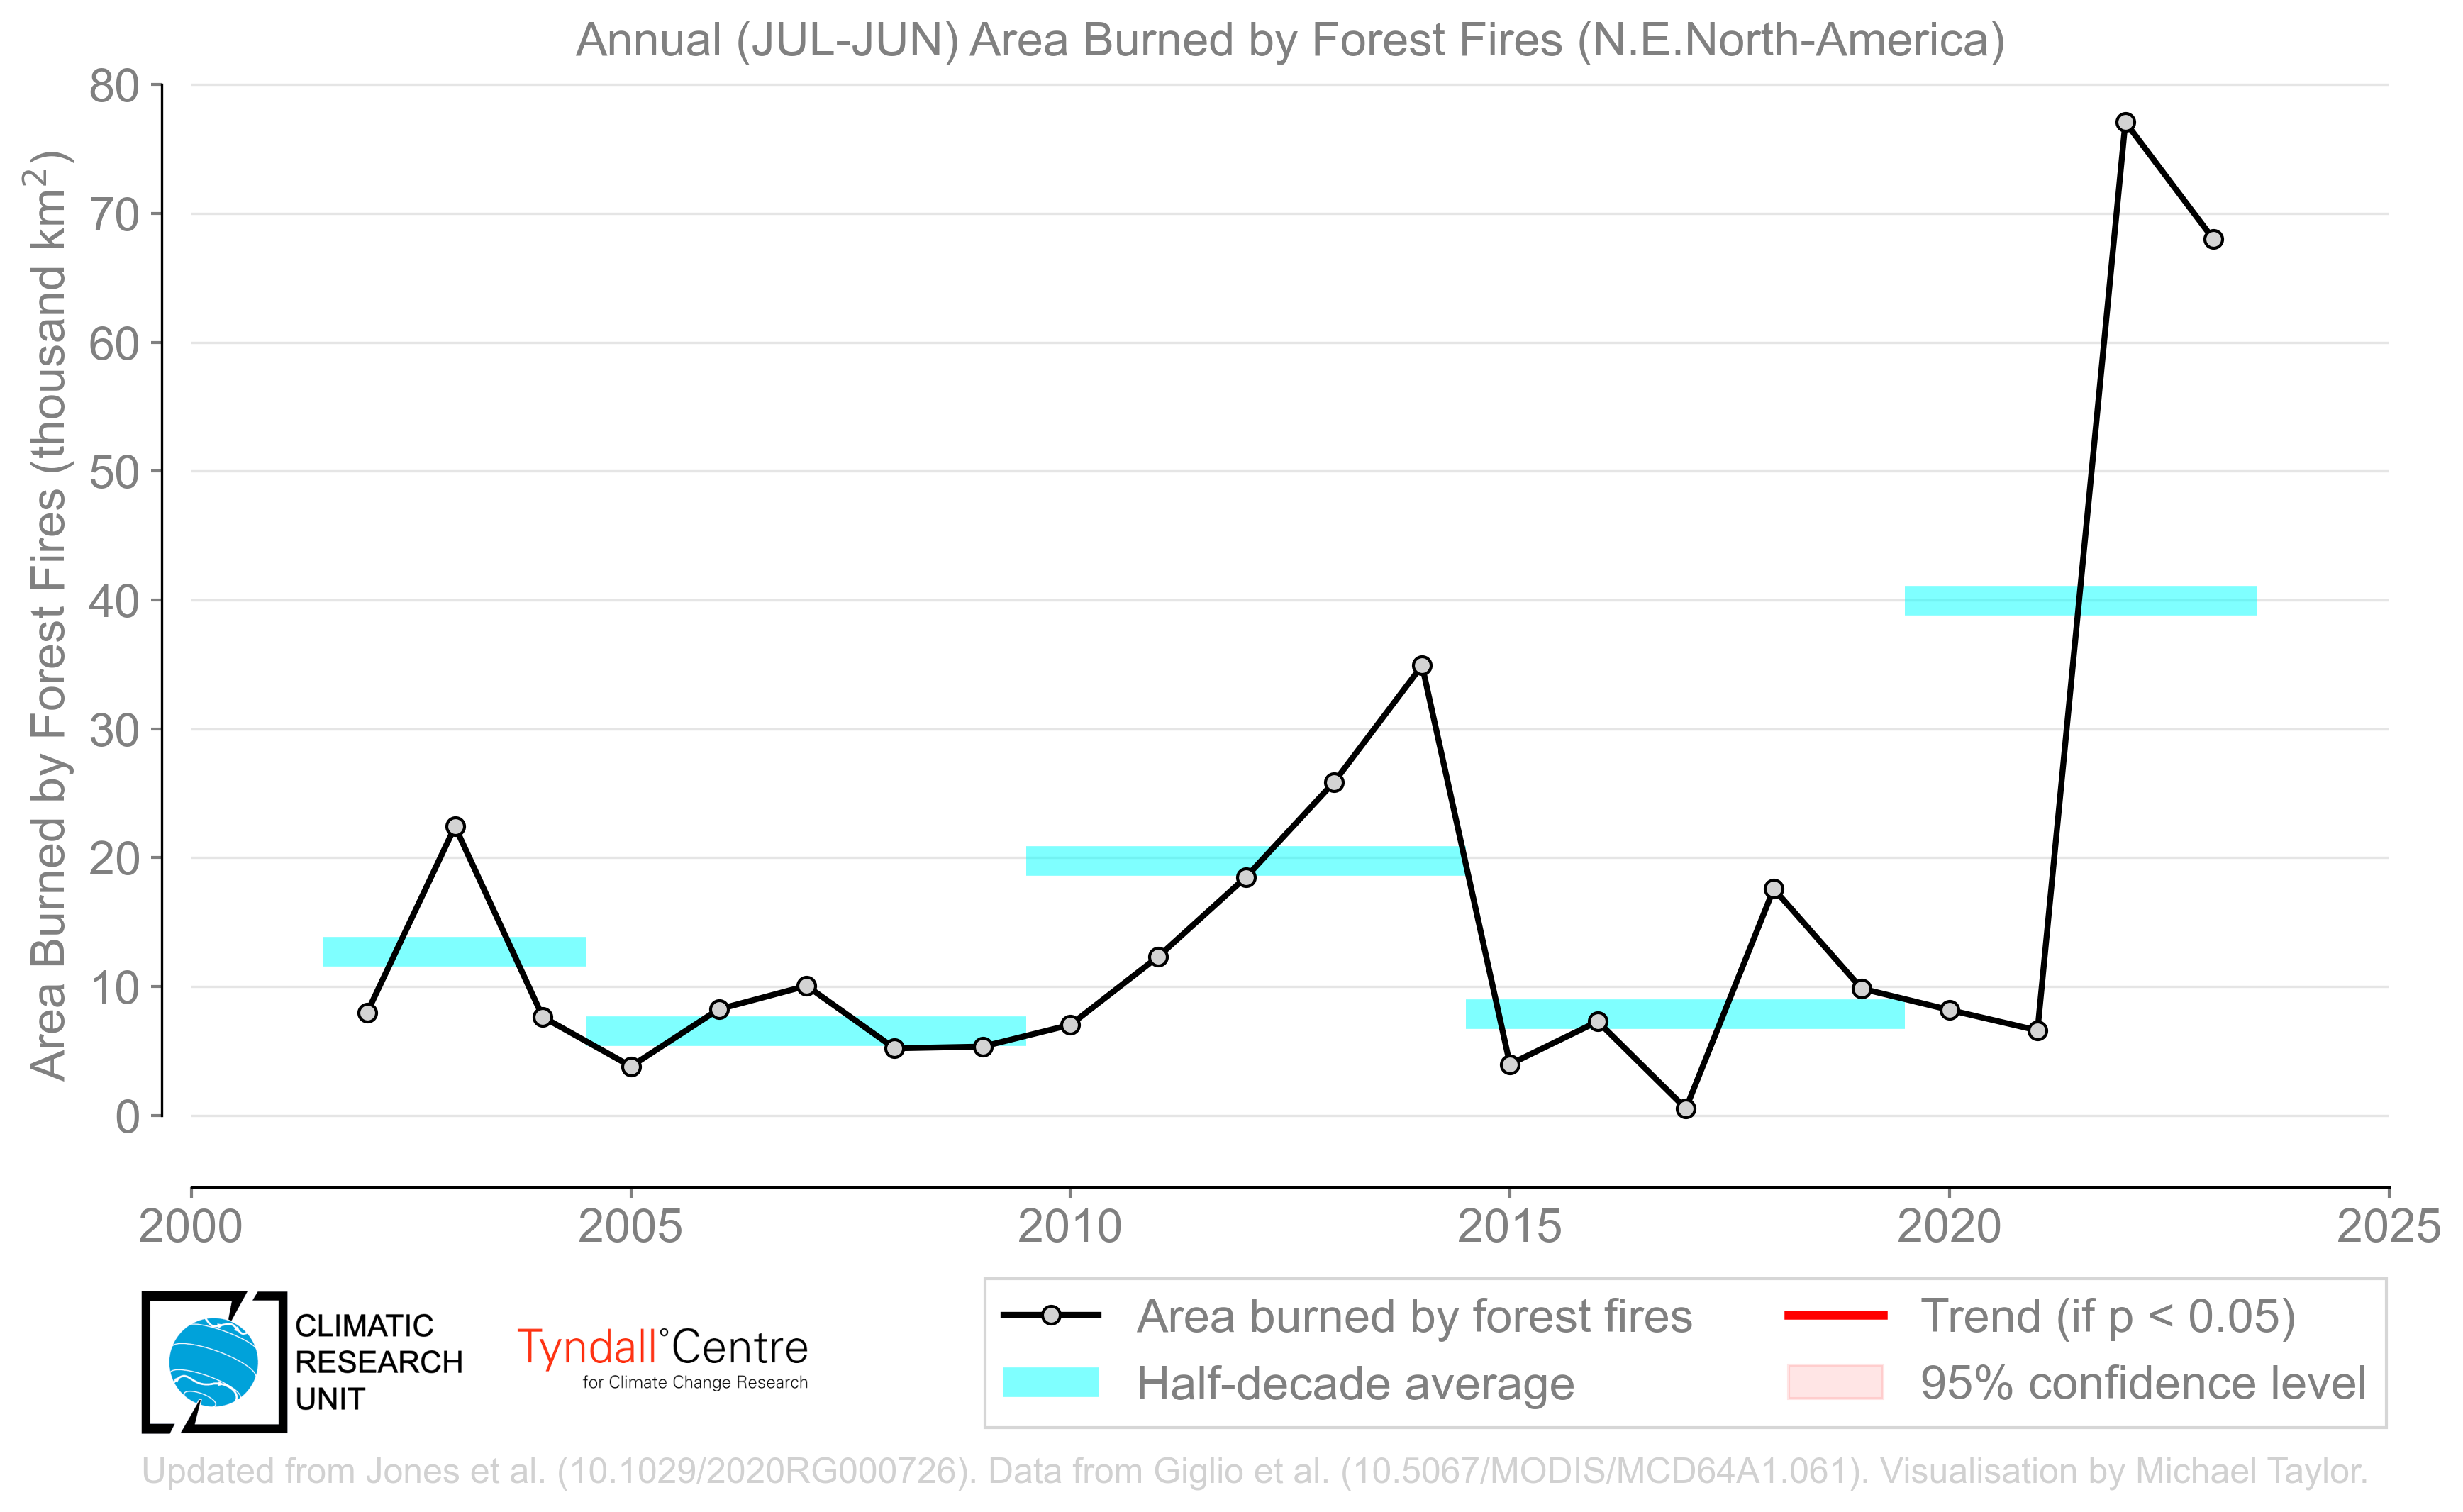 Annual (JUL-JUN) Area Burned by Forest Fires (N.E.North-America)
Area Burned by Forest Fires (thousand km²)
80
70
60
50
40
30
20
10
0
2000 2005 2010 2015 2020 2025
CLIMATIC
RESEARCH
UNIT
Tyndall°Centre
for Climate Change Research
Area burned by forest fires
Half-decade average
Trend (if p < 0.05)
95% confidence level
Updated from Jones et al. (10.1029/2020RG000726). Data from Giglio et al. (10.5067/MODIS/MCD64A1.061). Visualisation by Michael Taylor.